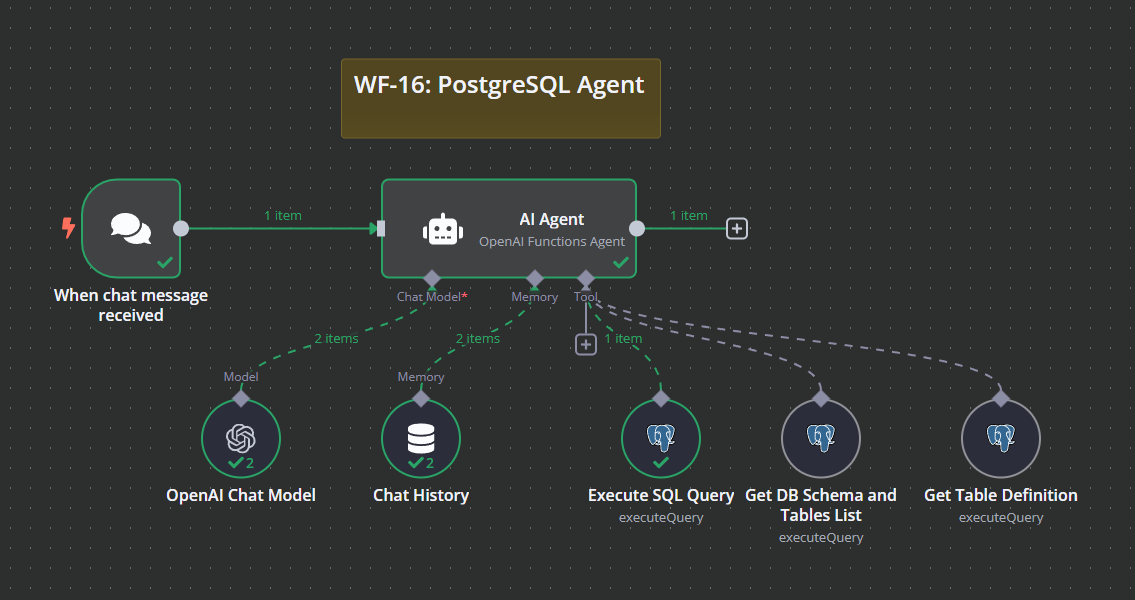 WF-16: PostgreSQL Agent
1 item
AI Agent
OpenAI Functions Agent
1 item
When chat message
received
Chat Model*
Memory
Tool
2 items
2 items
1 item
Model
Memory
2
2
OpenAI Chat Model
Chat History
Execute SQL Query
executeQuery
Get DB Schema and
Tables List
executeQuery
Get Table Definition
executeQuery